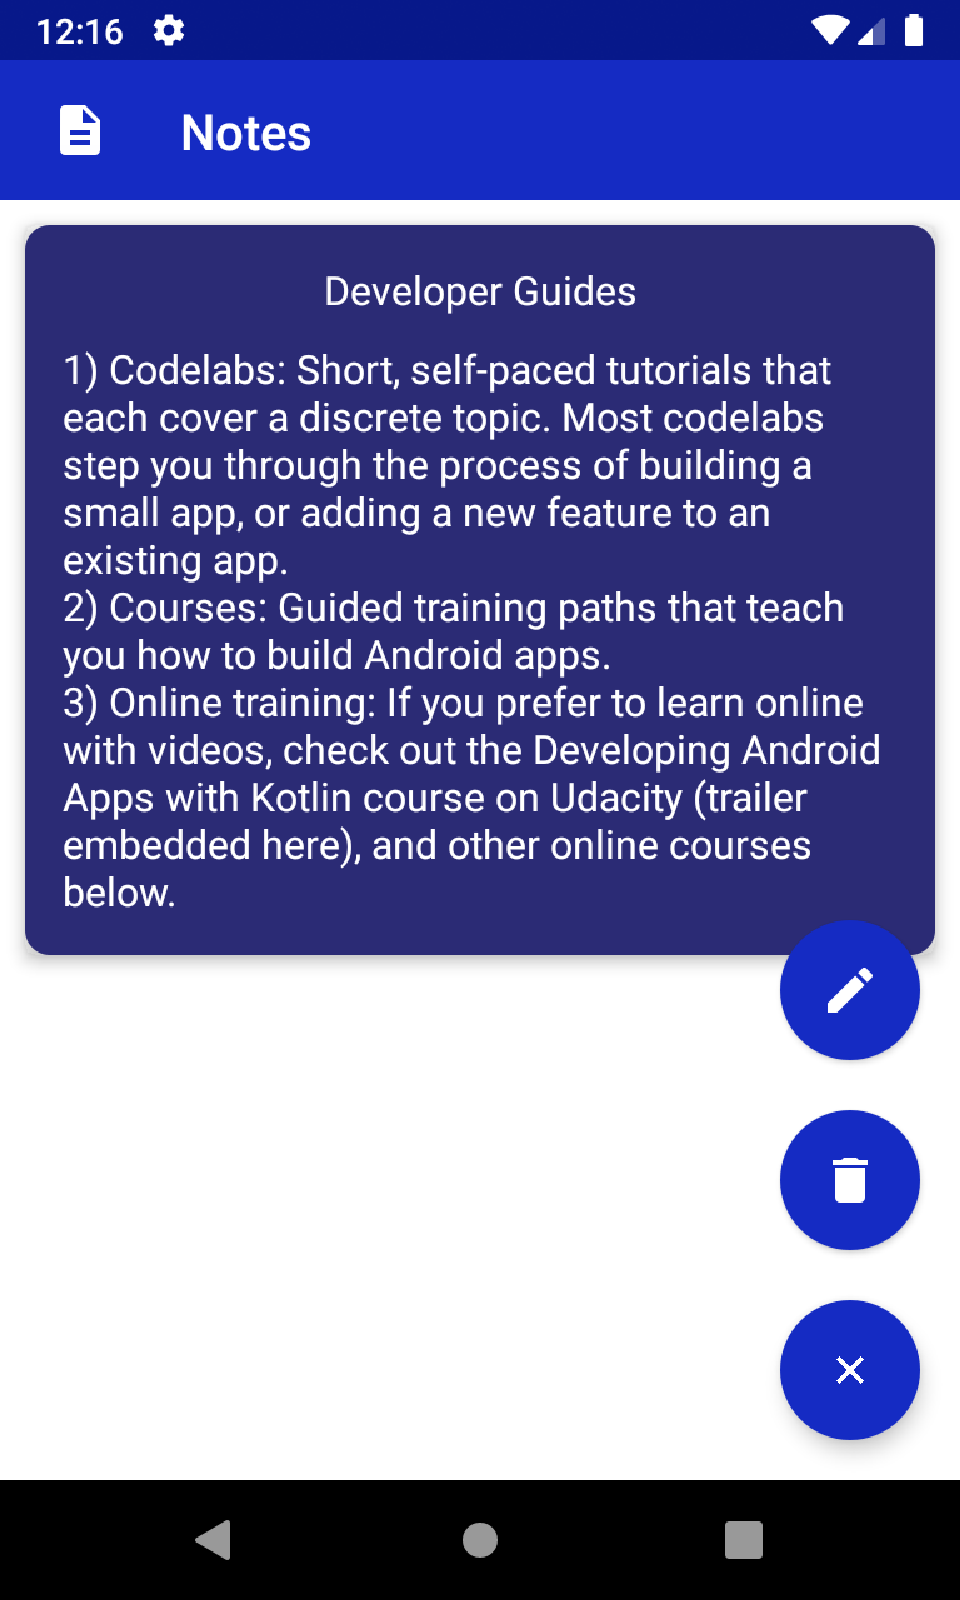 12:16
Notes
Developer Guides
1) Codelabs: Short, self-paced tutorials that
each cover a discrete topic. Most codelabs
step you through the process of building a
small app, or adding a new feature to an
existing app.
2) Courses: Guided training paths that teach
you how to build Android apps.
3) Online training: If you prefer to learn online
with videos, check out the Developing Android
Apps with Kotlin course on Udacity (trailer
embedded here), and other online courses
below.